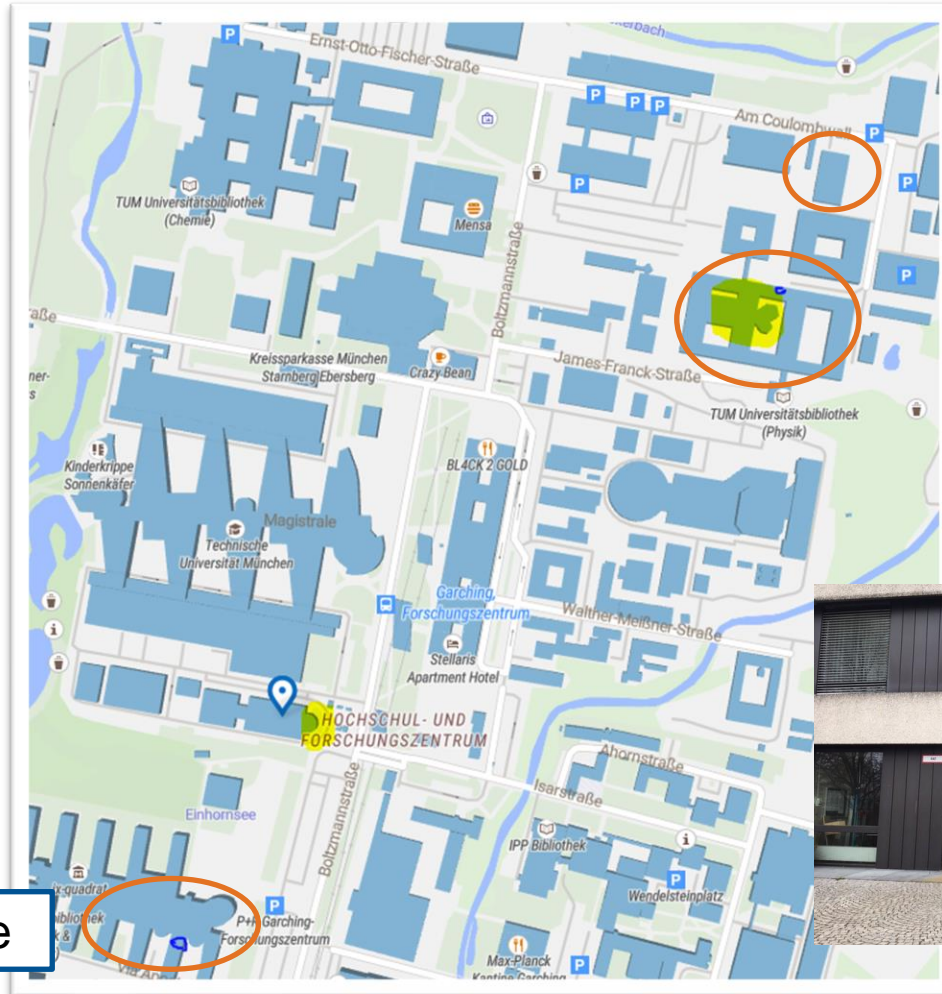 Ernst-Otto-Fischer-Straße
P
P
P
P
Am Coulombwall
P
P
P
TUM Universitätsbibliothek
(Chemie)
Mensa
Boltzmannstraße
P
Kreissparkasse München
Starnberg Ebersberg
Crazy Bean
James-Franck-Straße
TUM Universitätsbibliothek
(Physik)
Kinderkrippe
Sonnenkäfer
BL4CK 2 GOLD
Magistrale
Technische
Universität München
Garching,
Forschungszentrum
Walther-Meißner-Straße
Stellaris
Apartment Hotel
HOCHSCHUL- UND
FORSCHUNGSZENTRUM
Ahornstraße
Isarstraße
Einhornsee
Boltzmannstraße
IPP Bibliothek
P
Wendelsteinplatz
ix-quadrat
P
P+R Garching-
Forschungszentrum
e
Max-Planck
Kantine Garching
P